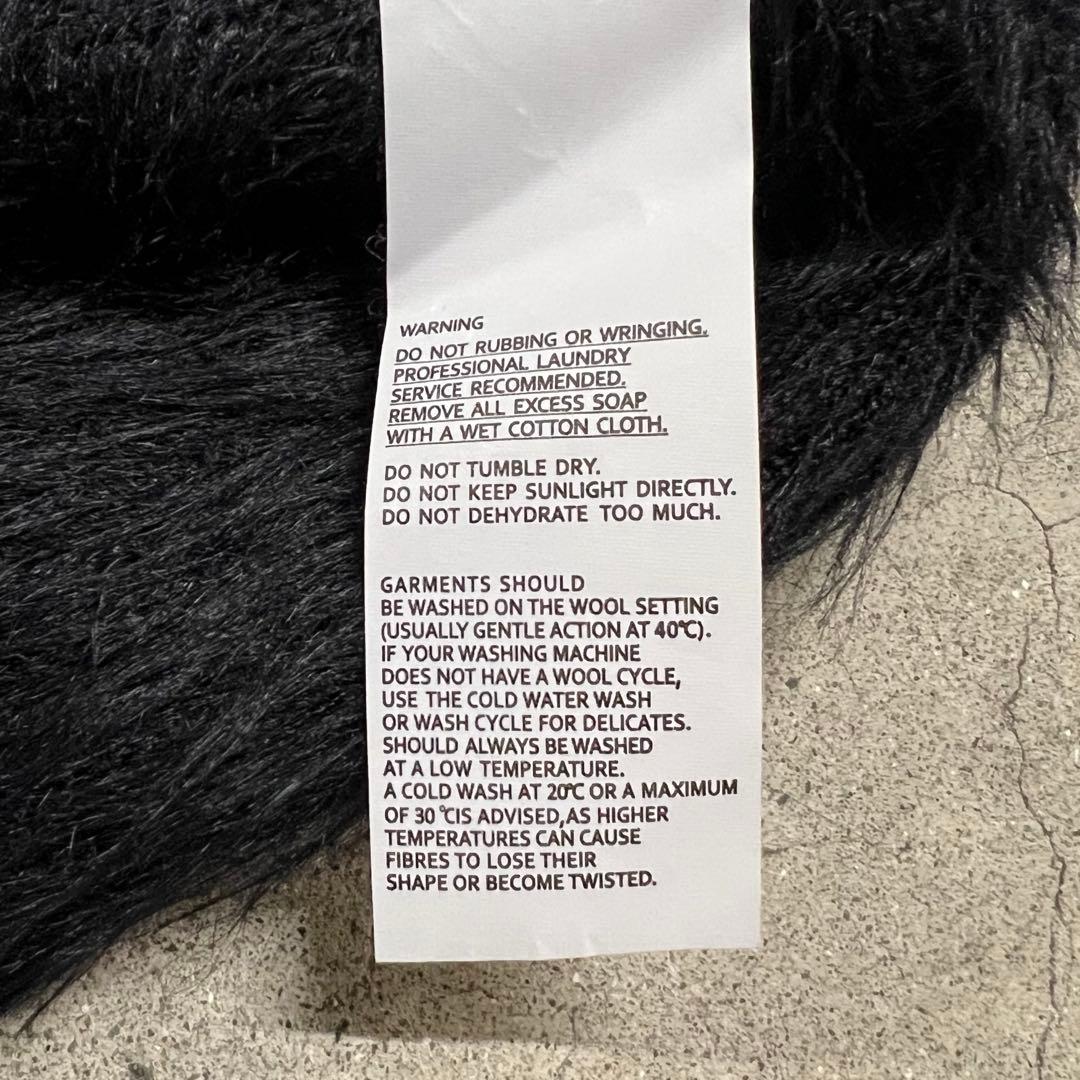 WARNING
DO NOT RUBBING OR WRINGING.
PROFESSIONAL LAUNDRY
SERVICE RECOMMENDED.
REMOVE ALL EXCESS SOAP
WITH A WET COTTON CLOTH.
DO NOT TUMBLE DRY.
DO NOT KEEP SUNLIGHT DIRECTLY.
DO NOT DEHYDRATE TOO MUCH.
GARMENTS SHOULD
BE WASHED ON THE WOOL SETTING
(USUALLY GENTLE ACTION AT 40℃).
IF YOUR WASHING MACHINE
DOES NOT HAVE A WOOL CYCLE,
USE THE COLD WATER WASH
OR WASH CYCLE FOR DELICATES.
SHOULD ALWAYS BE WASHED
AT A LOW TEMPERATURE.
A COLD WASH AT 20℃ OR A MAXIMUM
OF 30 ℃IS ADVISED,AS HIGHER
TEMPERATURES CAN CAUSE
FIBRES TO LOSE THEIR
SHAPE OR BECOME TWISTED.